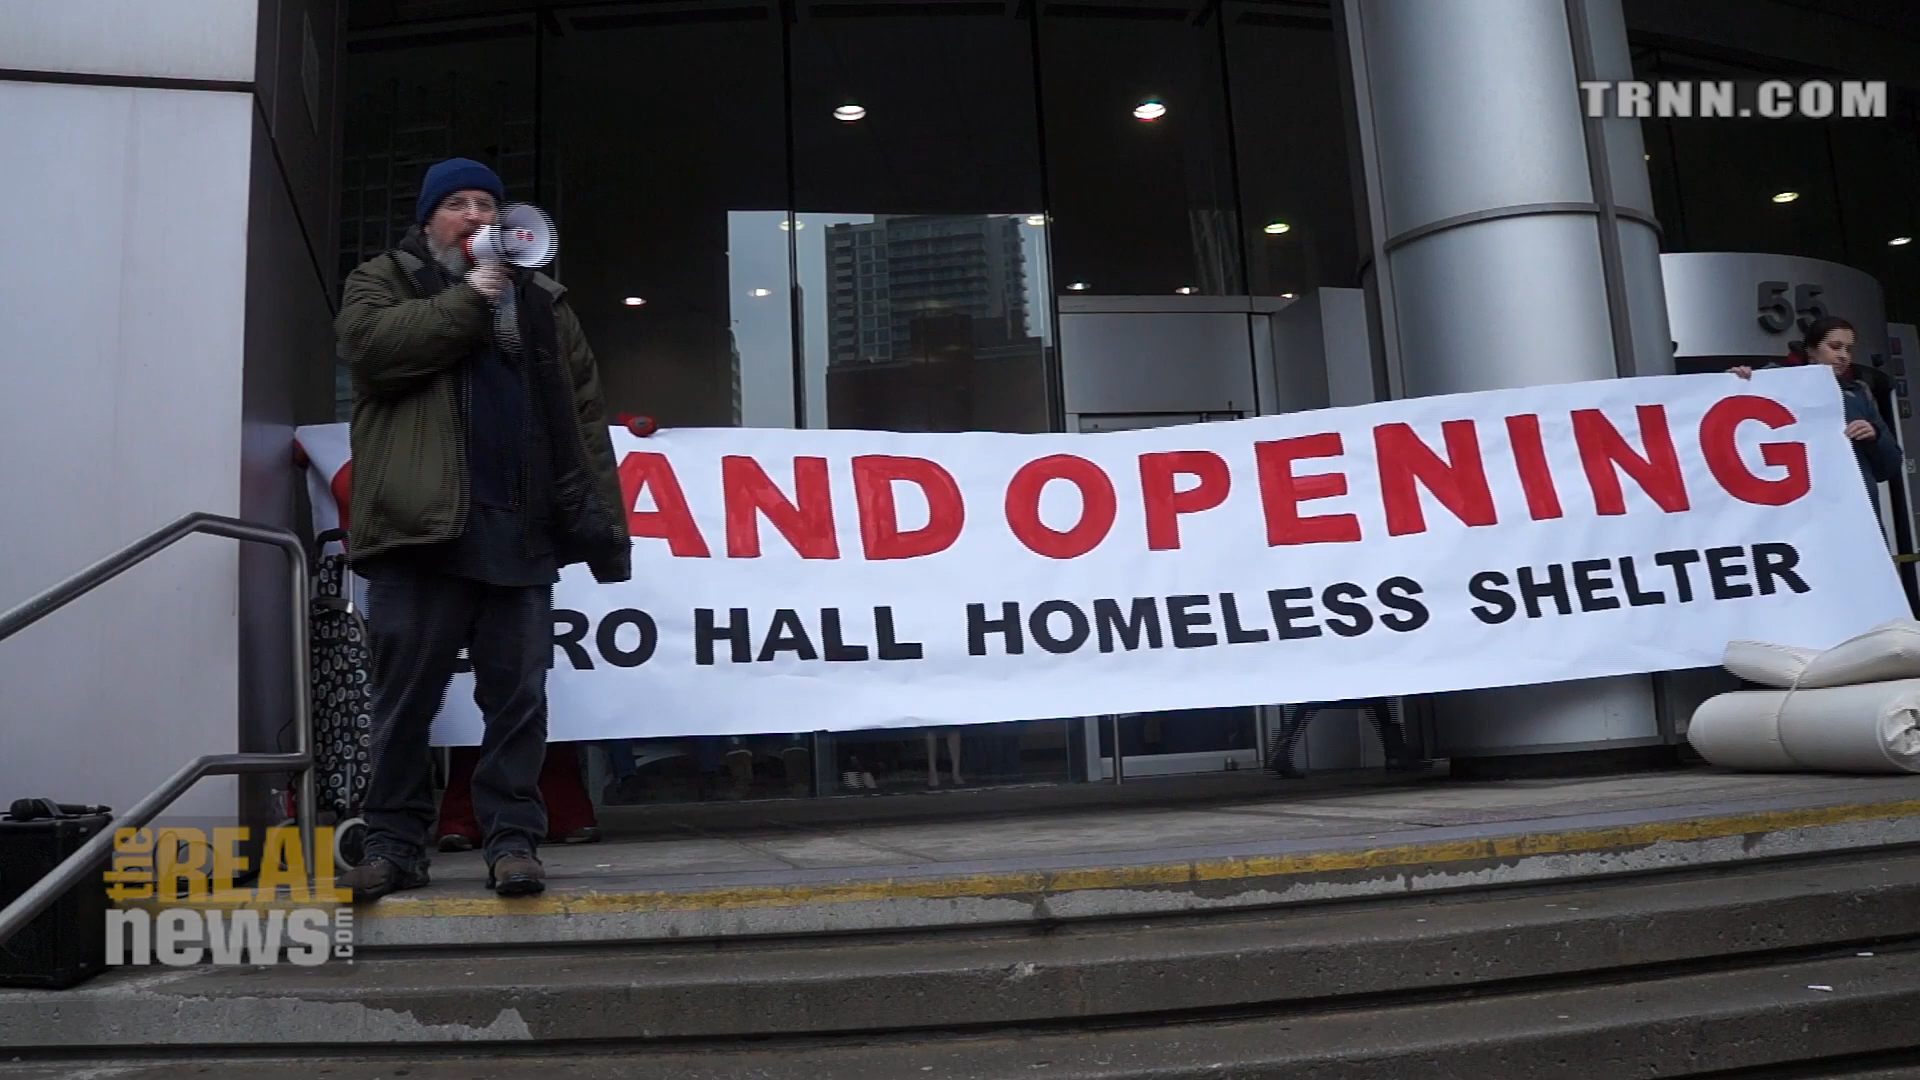 TRNN.COM
55
AND OPENING
RO HALL HOMELESS SHELTER
the REAL
news.com